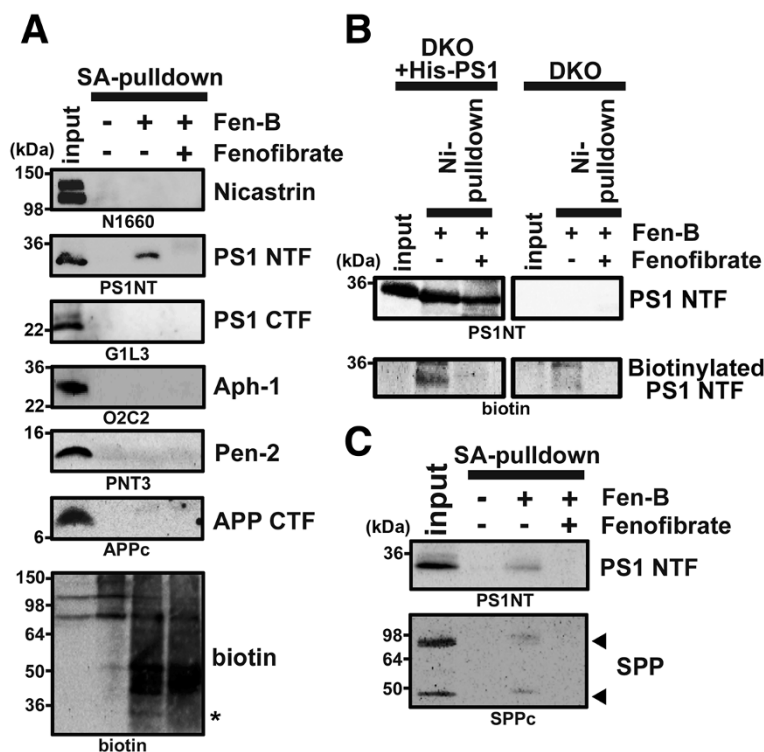 A
SA-pulldown
input
- + + Fen-B
- - + Fenofibrate
(kDa)
150
98
Nicastrin
N1660
36
PS1 NTF
PS1NT
22
PS1 CTF
G1L3
36
22
Aph-1
O2C2
16
Pen-2
PNT3
6
APP CTF
APPc
150
98
64
50
36
biotin
*
biotin
B
DKO
+His-PS1
DKO
Ni-
pulldown
Ni-
pulldown
input
+ +
input
+ + Fen-B
- +
- + Fenofibrate
(kDa)
36
PS1 NTF
PS1NT
36
Biotinylated
PS1 NTF
biotin
C
SA-pulldown
input
- + + Fen-B
- - + Fenofibrate
(kDa)
36
PS1 NTF
PS1NT
98
64
50
SPP
SPPc